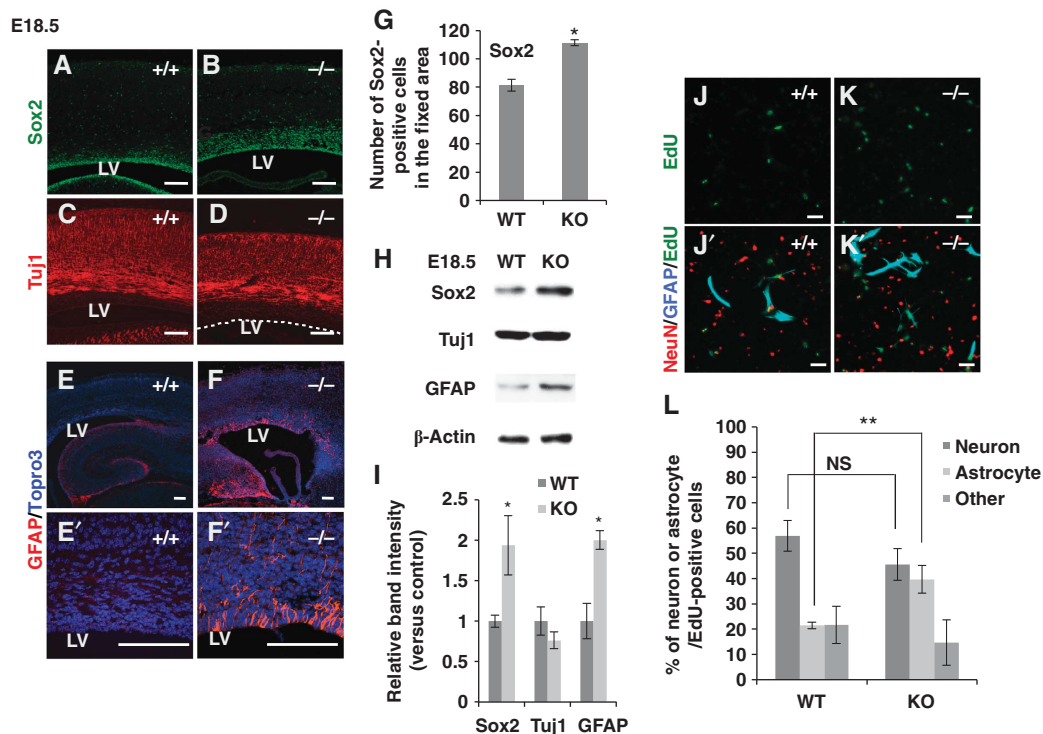 E18.5
A
+/+
B
–/–
Sox2
LV
LV
C
+/+
D
–/–
Tuj1
LV
LV
E
+/+
F
–/–
LV
LV
GFAP/Topro3
E′
+/+
F′
–/–
LV
LV
G
Number of Sox2-
positive cells
in the fixed area
120
100
80
60
40
20
0
Sox2
*
WT
KO
H
E18.5 WT KO
Sox2
Tuj1
GFAP
β-Actin
I
Relative band intensity
(versus control)
2.5
2
1.5
1
0.5
0
WT
KO
*
*
Sox2 Tuj1 GFAP
J
+/+
K
–/–
EdU
J′
+/+
K′
–/–
NeuN/GFAP/EdU
L
% of neuron or astrocyte
/EdU-positive cells
100
90
80
70
60
50
40
30
20
10
0
**
NS
Neuron
Astrocyte
Other
WT
KO